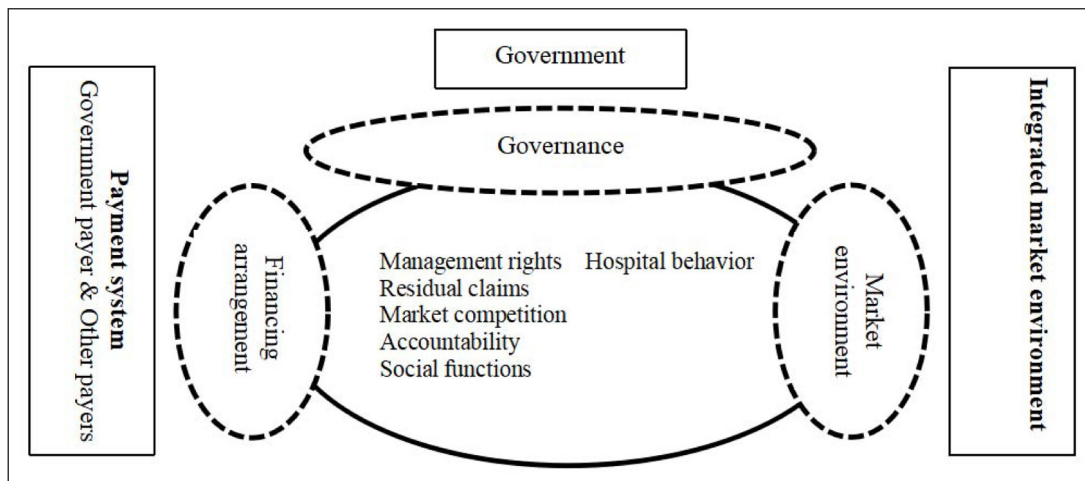 Government
Governance
Payment system
Government payer & Other payers
Financing
arrangement
Management rights Hospital behavior
Residual claims
Market competition
Accountability
Social functions
Market
environment
Integrated market environment